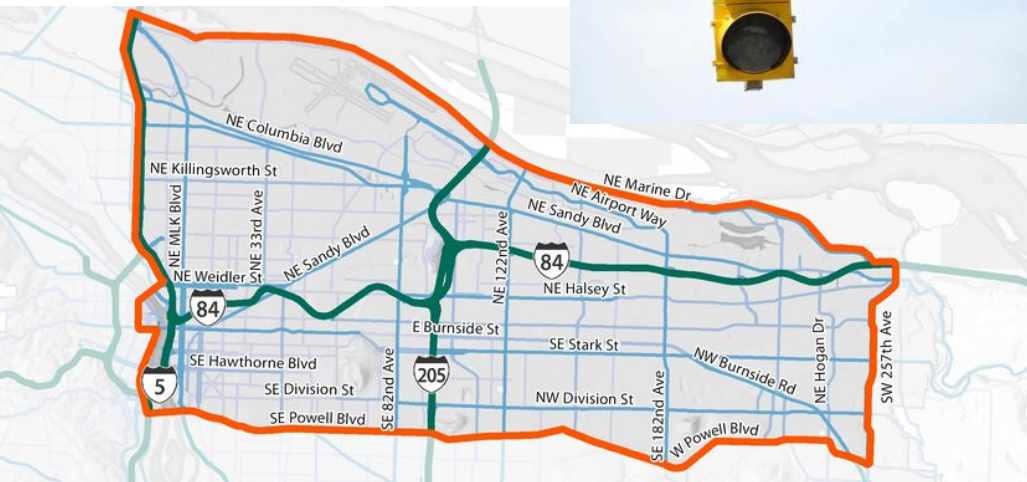 NE Columbia Blvd
NE Killingsworth St
NE MLK Blvd
NE 33rd Ave
NE Sandy Blvd
NE Weidler St
84
NE Marine Dr
NE Airport Way
NE Sandy Blvd
NE 122nd Ave
84
NE Halsey St
E Burnside St
SE Stark St
SE Hawthorne Blvd
5
SE 82nd Ave
205
NW Burnside Rd
NE Hogan Dr
SW 257th Ave
SE Division St
NW Division St
SE Powell Blvd
SE 182nd Ave
W Powell Blvd